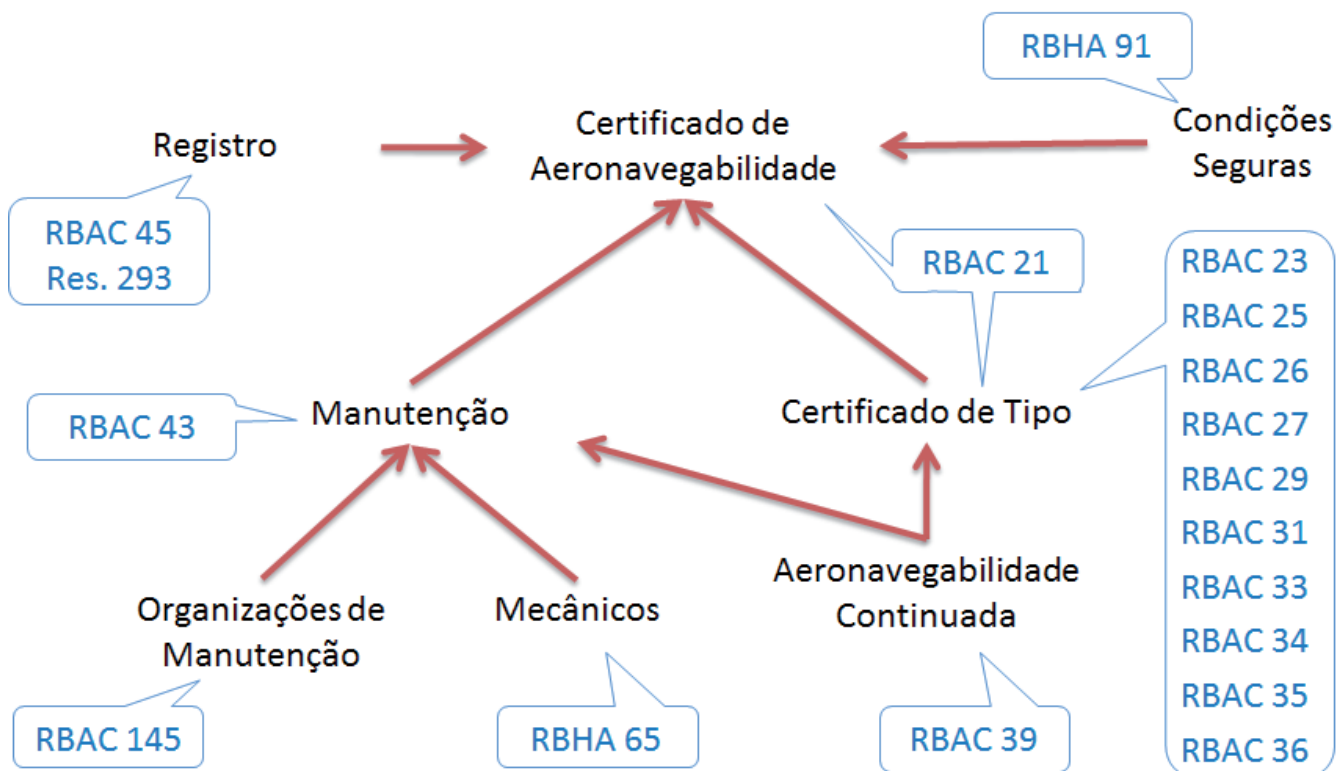 RBHA 91
Certificado de
Aeronavegabilidade
Condições
Seguras
Registro
RBAC 45
Res. 293
RBAC 21
RBAC 23
RBAC 25
RBAC 26
RBAC 27
RBAC 29
RBAC 31
RBAC 33
RBAC 34
RBAC 35
RBAC 36
RBAC 43
Manutenção
Certificado de Tipo
Organizações de
Manutenção
Mecânicos
Aeronavegabilidade
Continuada
RBAC 145
RBHA 65
RBAC 39